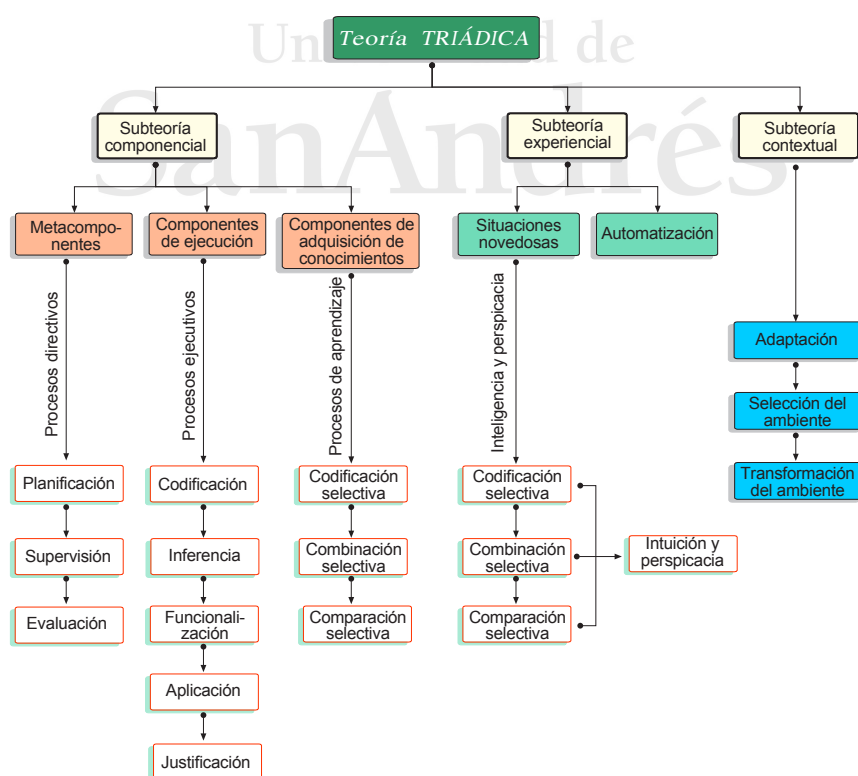 Teoría TRIÁDICA
Un d de
SanAndrés
Subteoría
componencial
Subteoría
experiencial
Subteoría
contextual
Metacompo-
nentes
Componentes
de ejecución
Componentes de
adquisición de
conocimientos
Situaciones
novedosas
Automatización
Procesos directivos
Procesos ejecutivos
Procesos de aprendizaje
Inteligencia y perspicacia
Adaptación
Selección del
ambiente
Transformación
del ambiente
Planificación
Supervisión
Evaluación
Codificación
Inferencia
Funcionali-
zación
Aplicación
Justificación
Codificación
selectiva
Combinación
selectiva
Comparación
selectiva
Codificación
selectiva
Combinación
selectiva
Comparación
selectiva
Intuición y
perspicacia